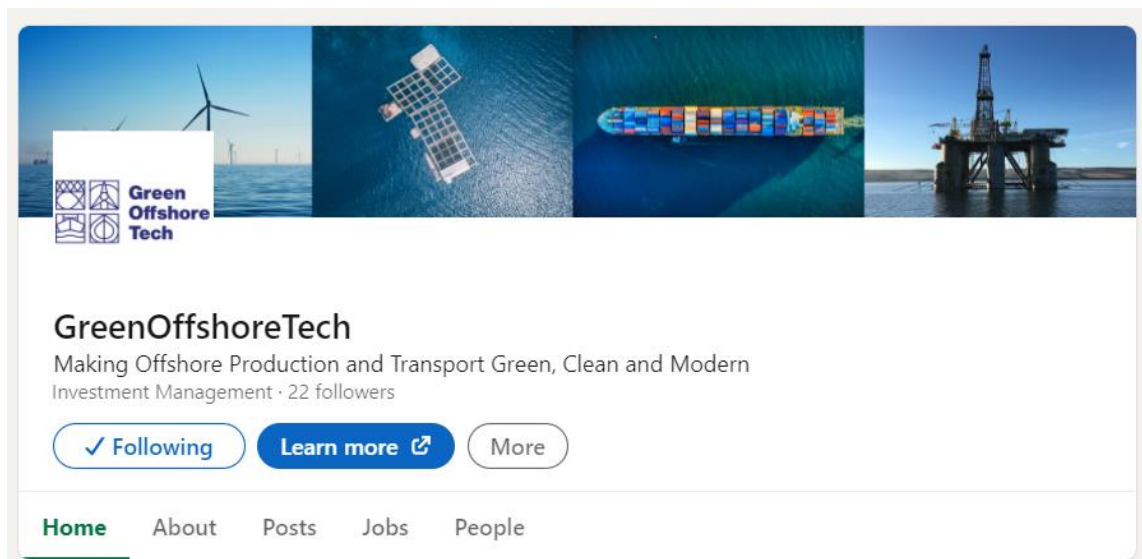 Green
Offshore
Tech
GreenOffshoreTech
Making Offshore Production and Transport Green, Clean and Modern
Investment Management · 22 followers
Following
Learn more
More
Home About Posts Jobs People